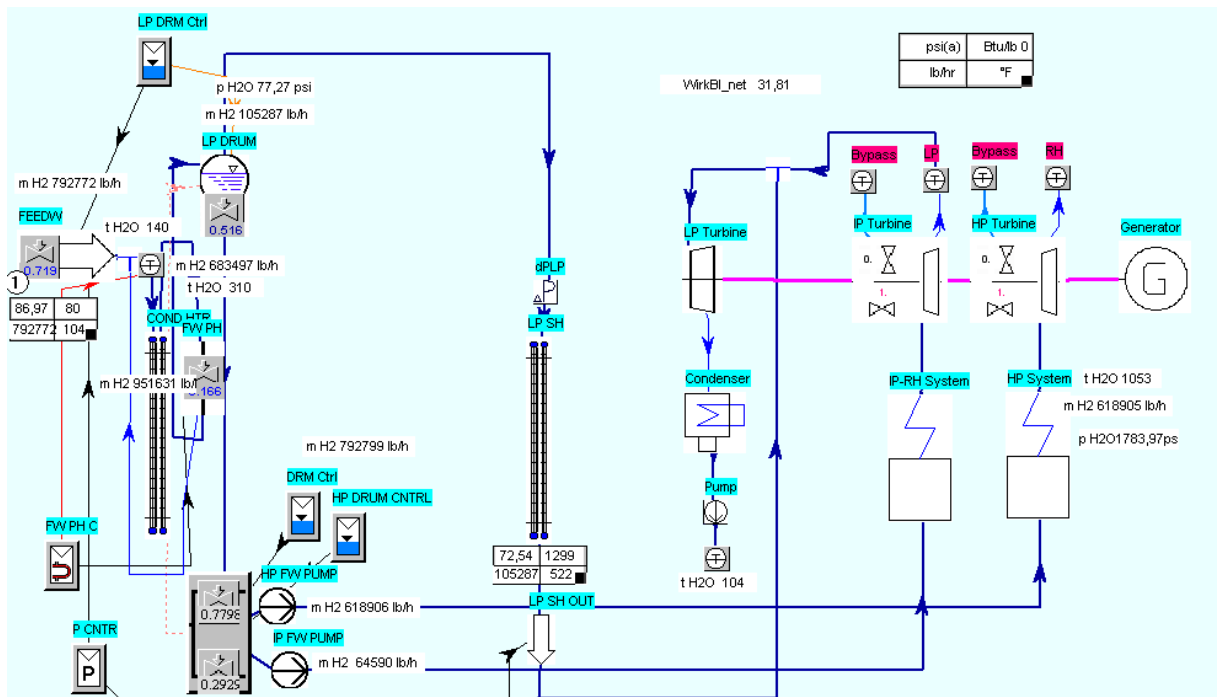 LP DRM Ctrl
p H2O 77,27 psi
m H2 105287 lb/h
LP DRUM
m H2 792772 lb/h
FEEDW
t H2O 140
0.516
0.719
m H2 683497 lb/h
t H2O 310
1
86,97 80
792772 104
COND HTR
FW PH
m H2 951631 lb/
.166
m H2 792799 lb/h
DRM Ctrl
HP DRUM CNTRL
FW PH C
HP FW PUMP
0.7798
m H2 618906 lb/h
P CNTR
P
IP FW PUMP
m H2 64590 lb/h
0.2929
dPLP
LP SH
72,54 1299
105287 522
LP SH OUT
WirkBl_net 31,81
psi(a) Btu/lb 0
lb/hr °F
Bypass
LP
Bypass
RH
LP Turbine
IP Turbine
HP Turbine
Generator
0.
1.
0.
1.
G
Condenser
Pump
t H2O 104
IP-RH System
HP System
t H2O 1053
m H2 618905 lb/h
p H2O1783,97ps